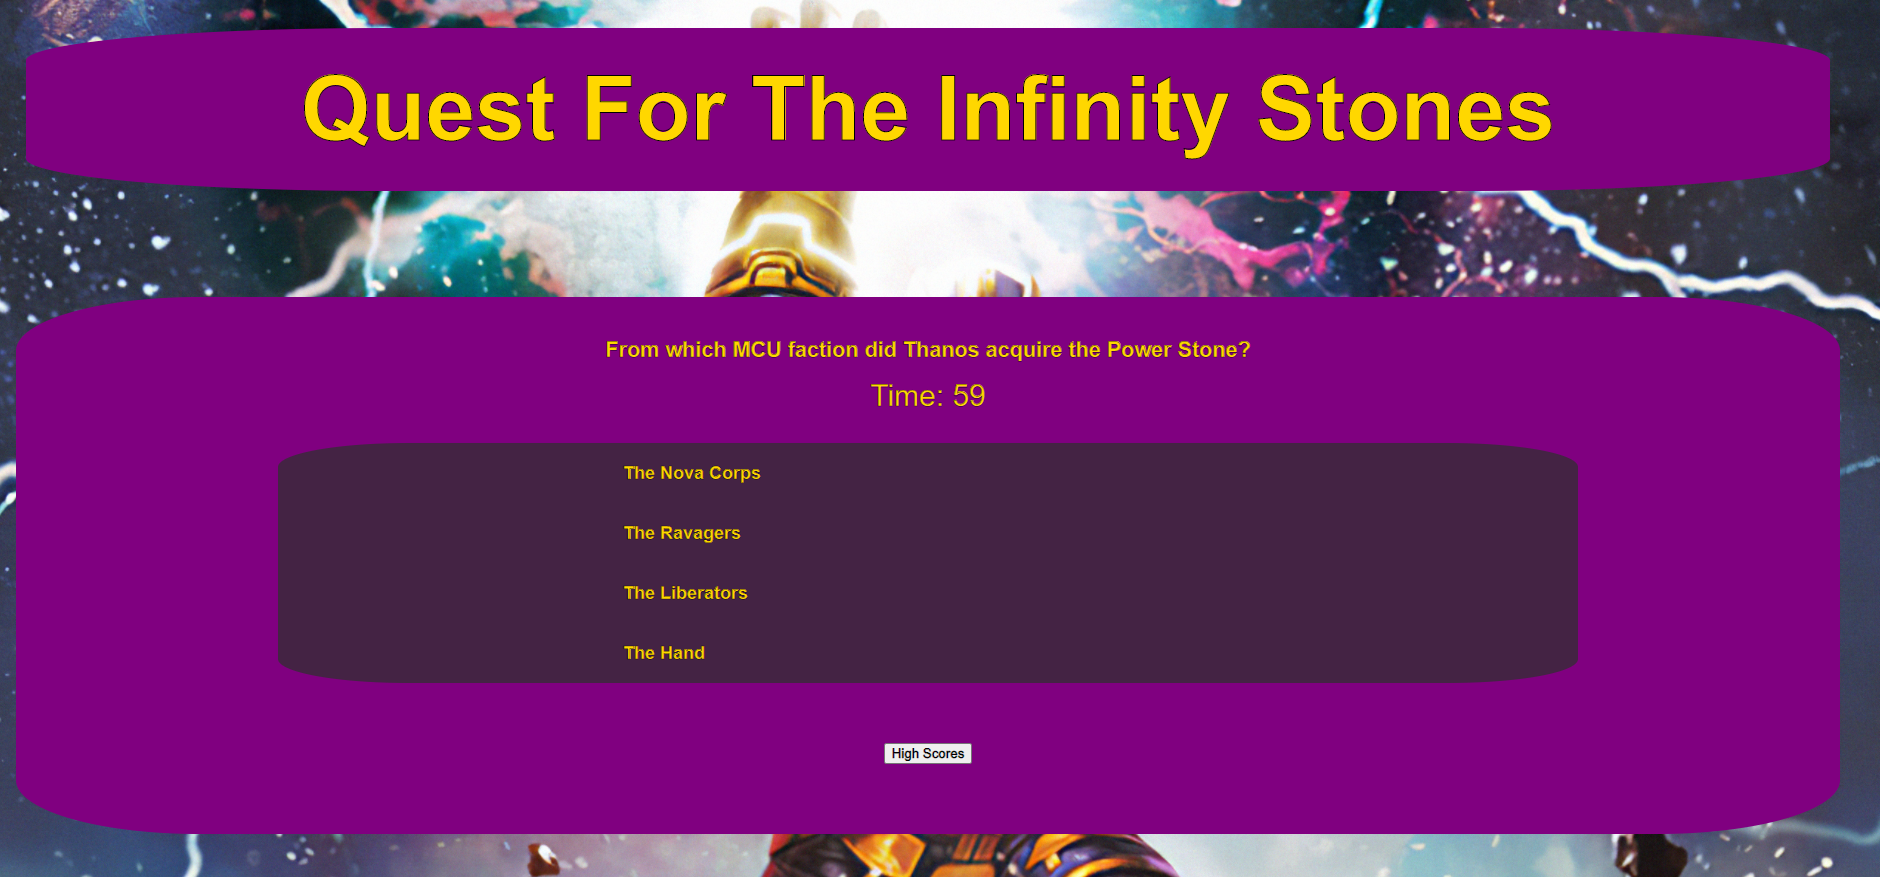 Quest For The Infinity Stones
From which MCU faction did Thanos acquire the Power Stone?
Time: 59
The Nova Corps
The Ravagers
The Liberators
The Hand
High Scores